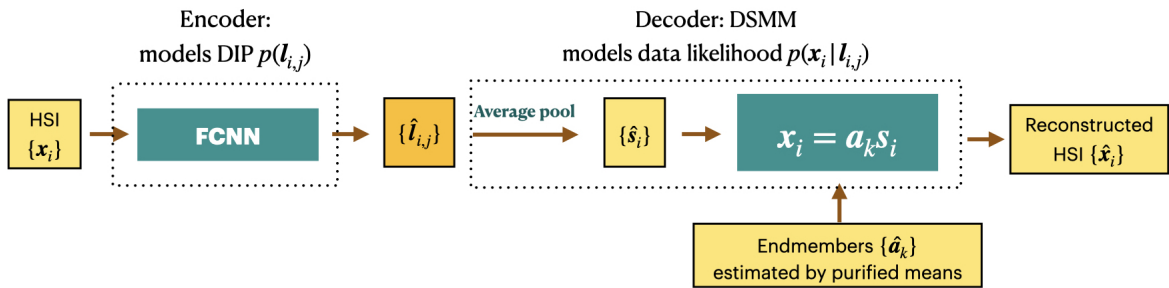 Encoder:
models DIP p(l_{i,j})
Decoder: DSMM
models data likelihood p(x_i|l_{i,j})
HSI
{x_i}
FCNN
{l̂_{i,j}}
Average pool
{ŝ_i}
x_i = a_k s_i
Reconstructed
HSI {x̂_i}
Endmembers {â_k}
estimated by purified means